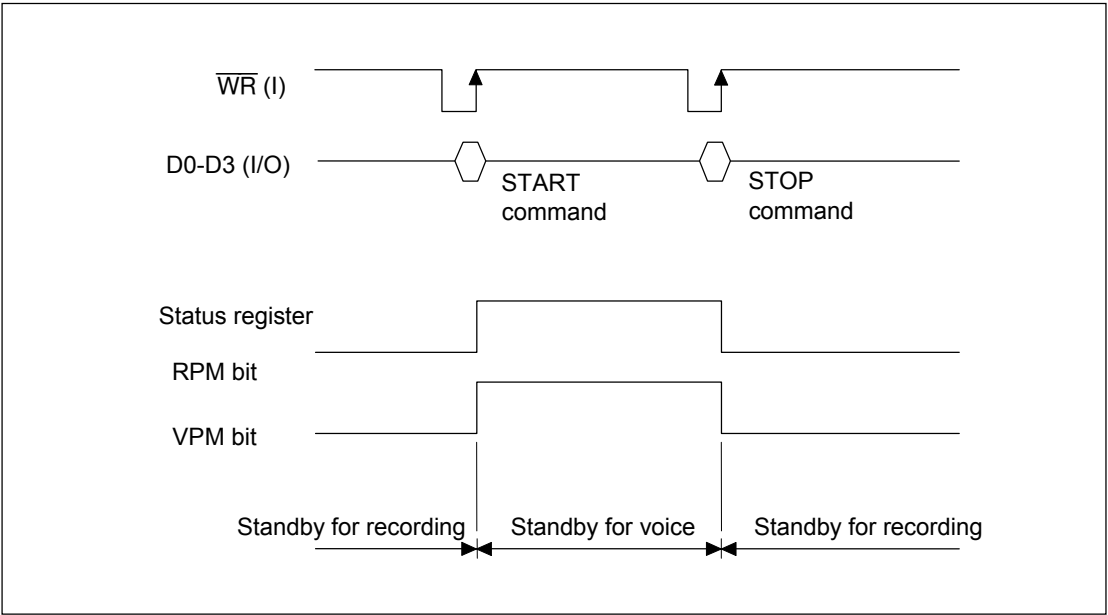 W̅R̅ (I)
D0-D3 (I/O)
START
command
STOP
command
Status register
RPM bit
VPM bit
Standby for recording
Standby for voice
Standby for recording